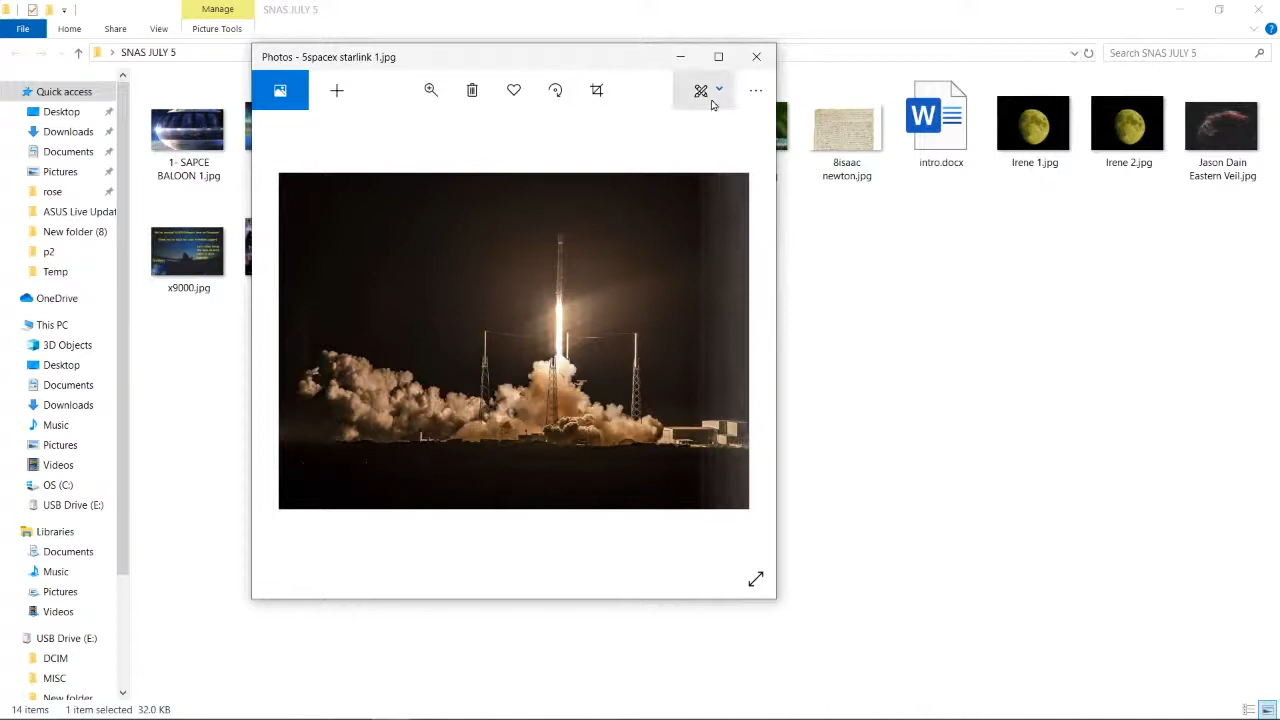 Manage
SNAS JULY 5
File
Home
Share
View
Picture Tools
SNAS JULY 5
Search SNAS JULY 5
Photos - 5spacex starlink 1.jpg
Quick access
Desktop
Downloads
Documents
Pictures
rose
ASUS Live Updat
New folder (8)
p2
Temp
OneDrive
This PC
3D Objects
Desktop
Documents
Downloads
Music
Pictures
Videos
OS (C:)
USB Drive (E:)
Libraries
Documents
Music
Pictures
Videos
USB Drive (E:)
DCIM
MISC
New folder
1- SAPCE
BALOON 1.jpg
x9000.jpg
8isaac
newton.jpg
W
intro.docx
Irene 1.jpg
Irene 2.jpg
Jason Dain
Eastern Veil.jpg
14 items
1 item selected
32.0 KB